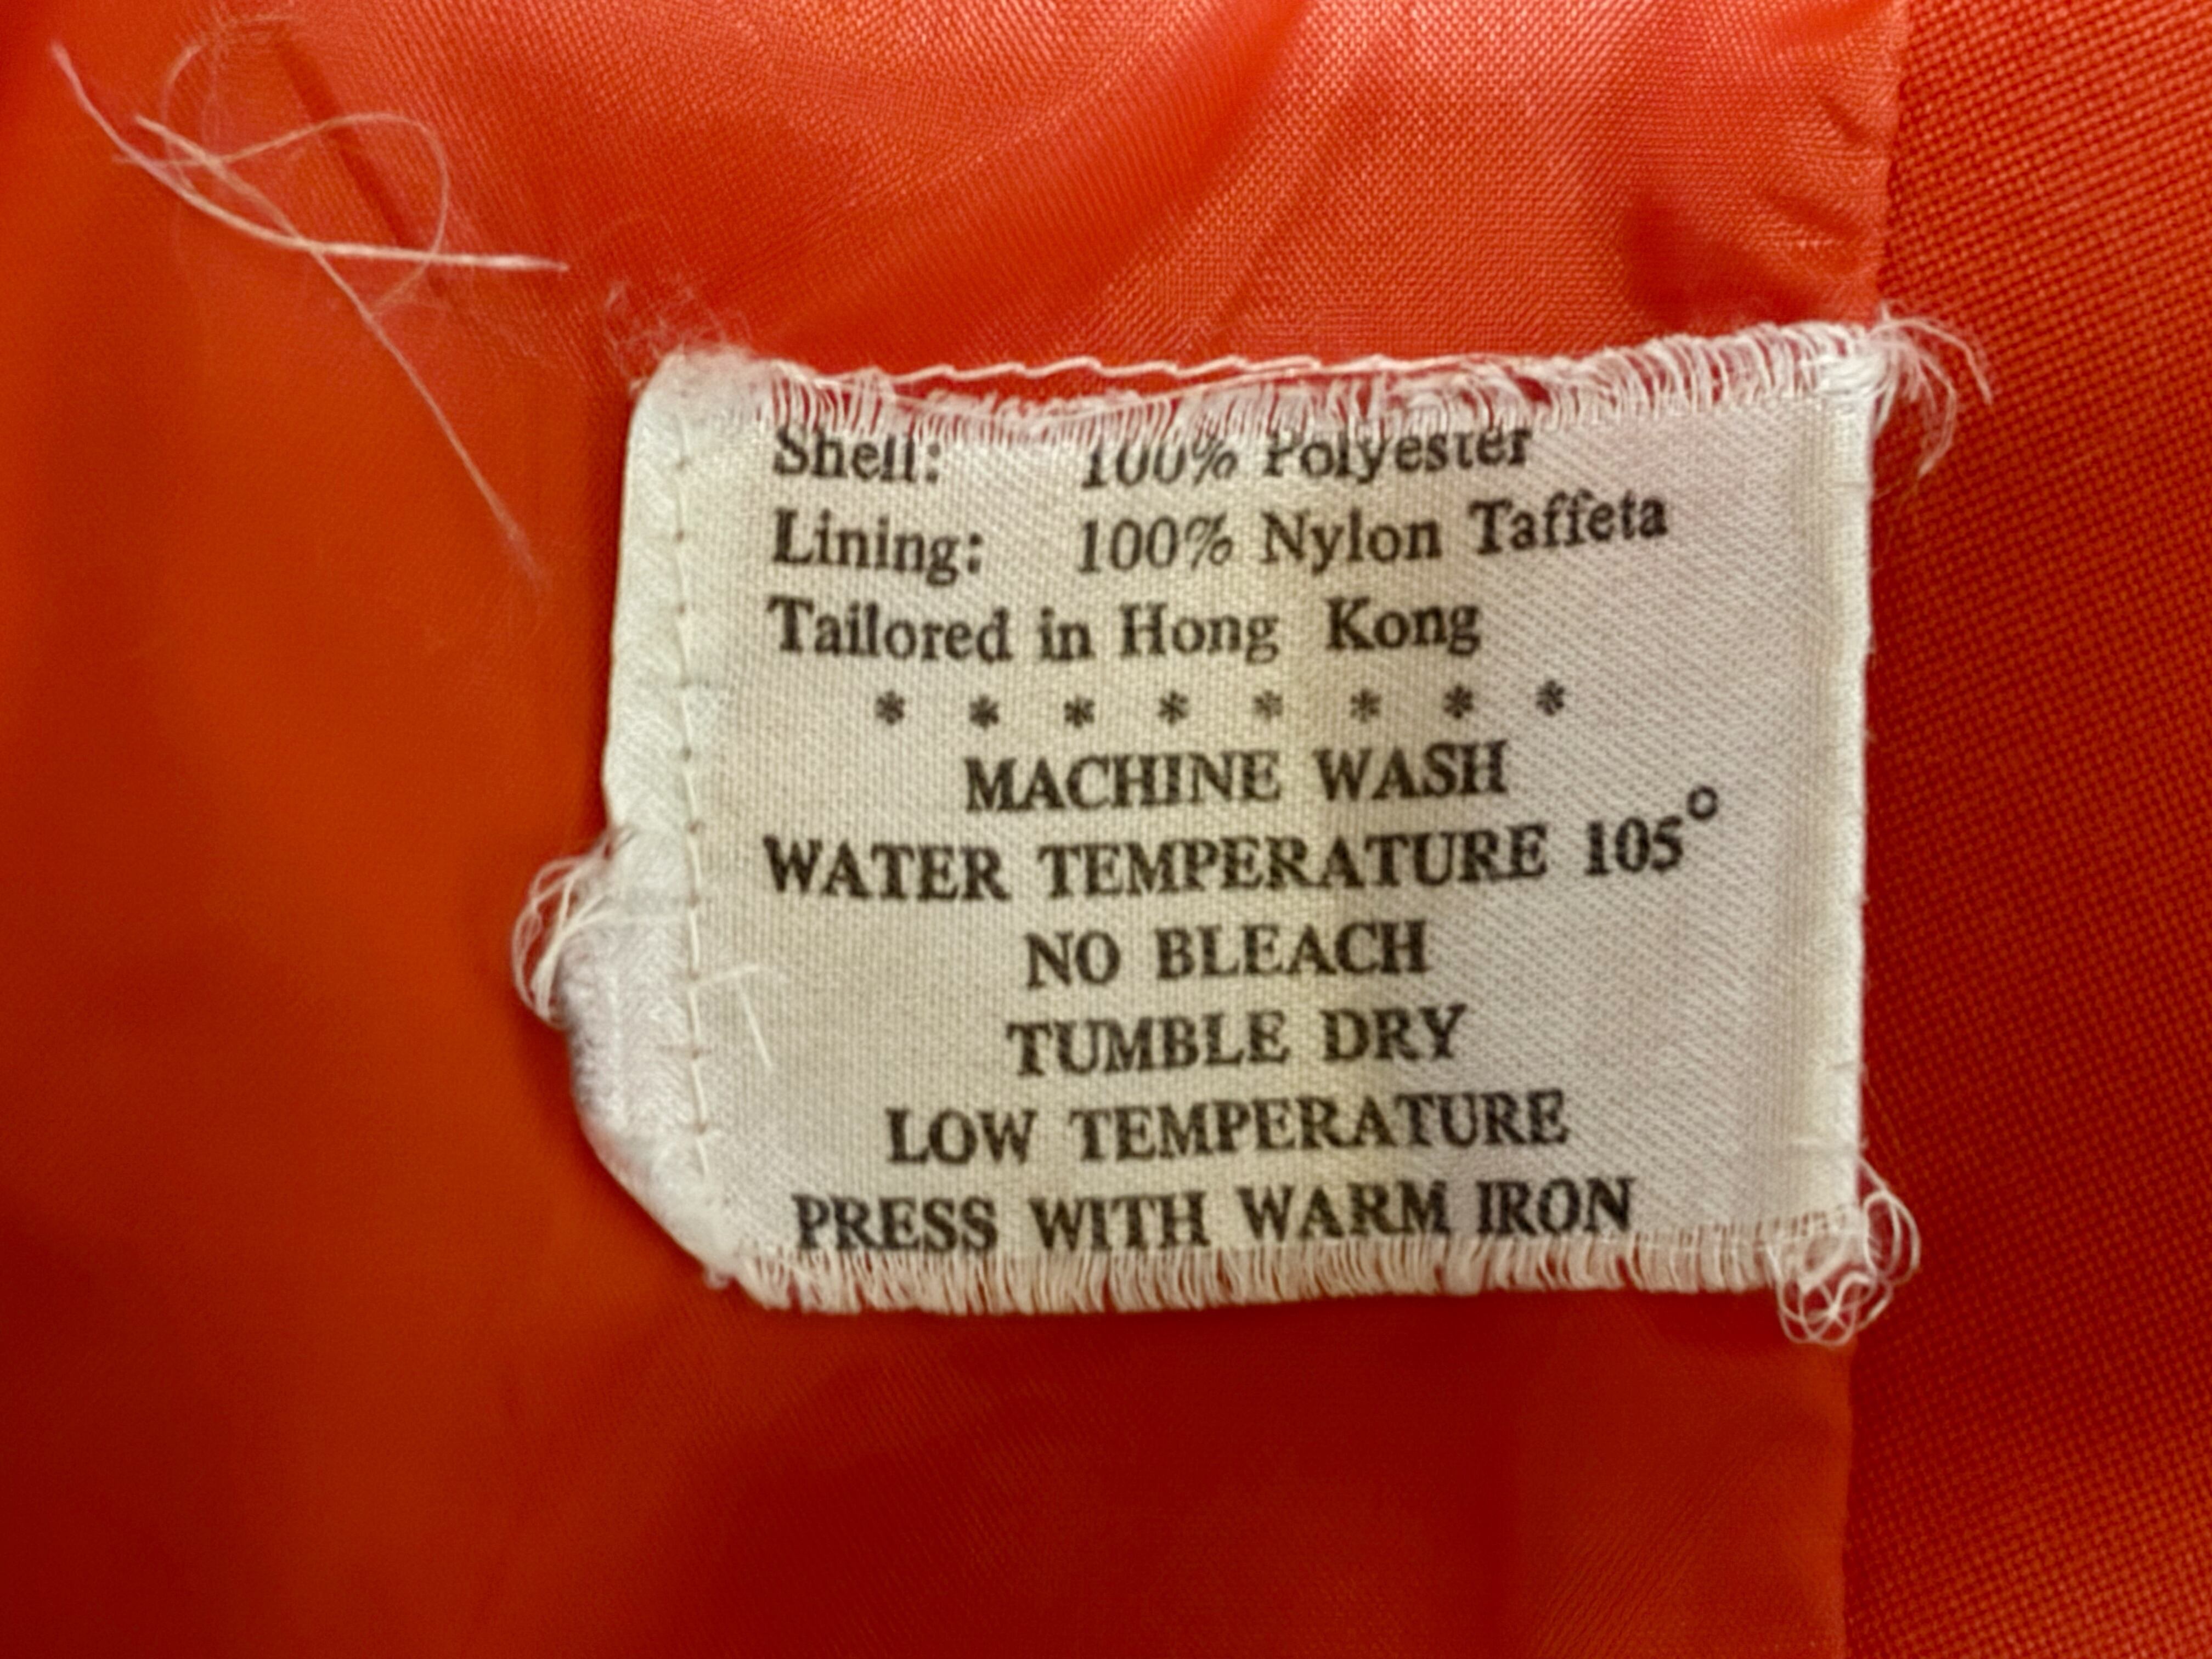 Shell: 100% Polyester
Lining: 100% Nylon Taffeta
Tailored in Hong Kong
* * * * * * * *
MACHINE WASH
WATER TEMPERATURE 105°
NO BLEACH
TUMBLE DRY
LOW TEMPERATURE
PRESS WITH WARM IRON